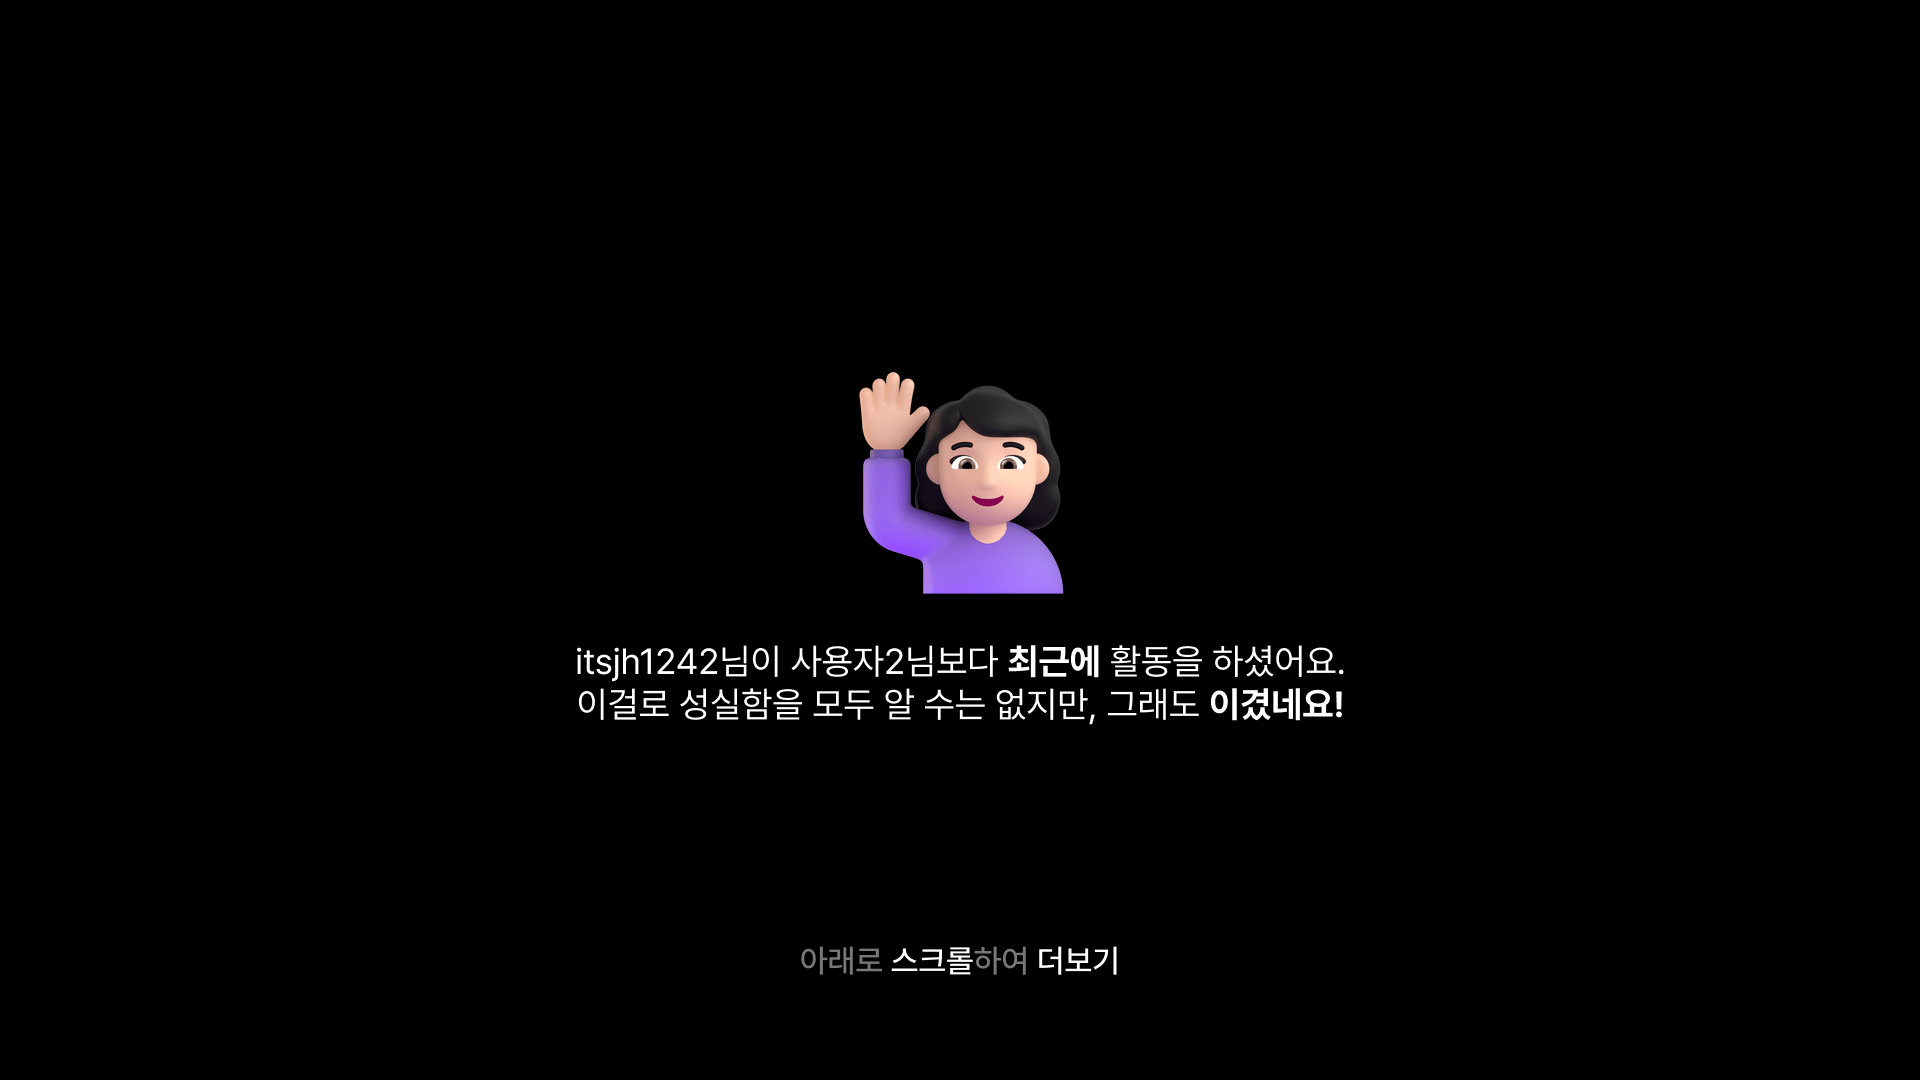 itsjh1242님이 사용자2님보다 최근에 활동을 하셨어요.
이걸로 성실함을 모두 알 수는 없지만, 그래도 이겼네요!
아래로 스크롤하여 더보기